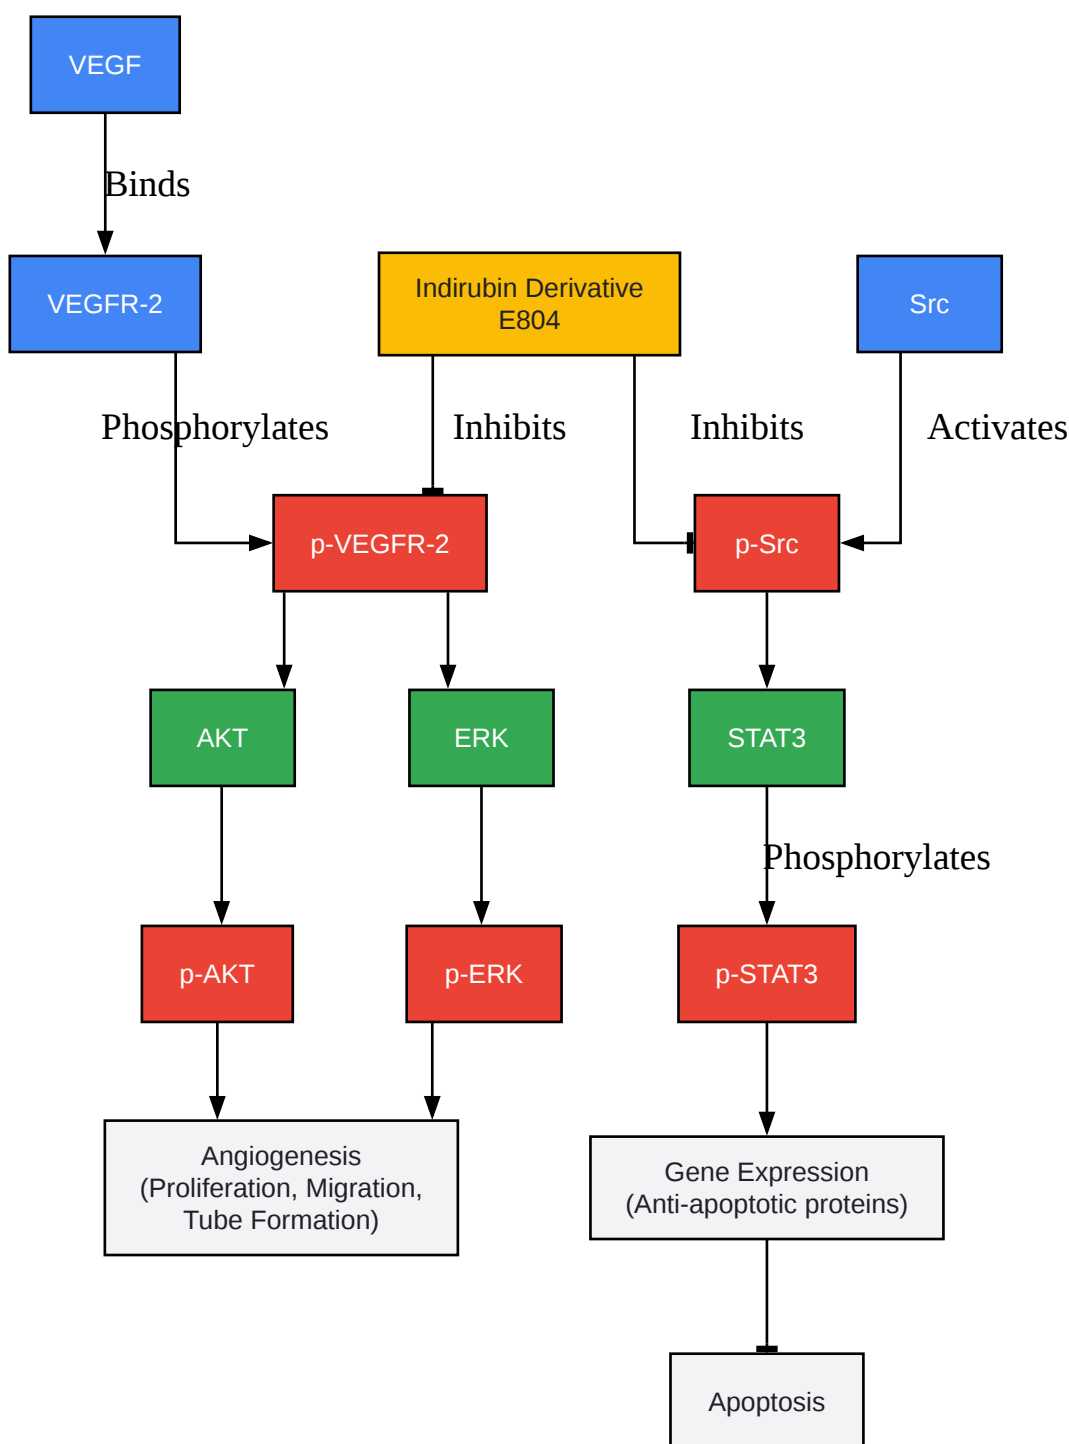 VEGF
Binds
VEGFR-2
Indirubin Derivative
E804
Src
Phosphorylates
Inhibits
Inhibits
Activates
p-VEGFR-2
p-Src
AKT
ERK
STAT3
Phosphorylates
p-AKT
p-ERK
p-STAT3
Angiogenesis
(Proliferation, Migration,
Tube Formation)
Gene Expression
(Anti-apoptotic proteins)
Apoptosis